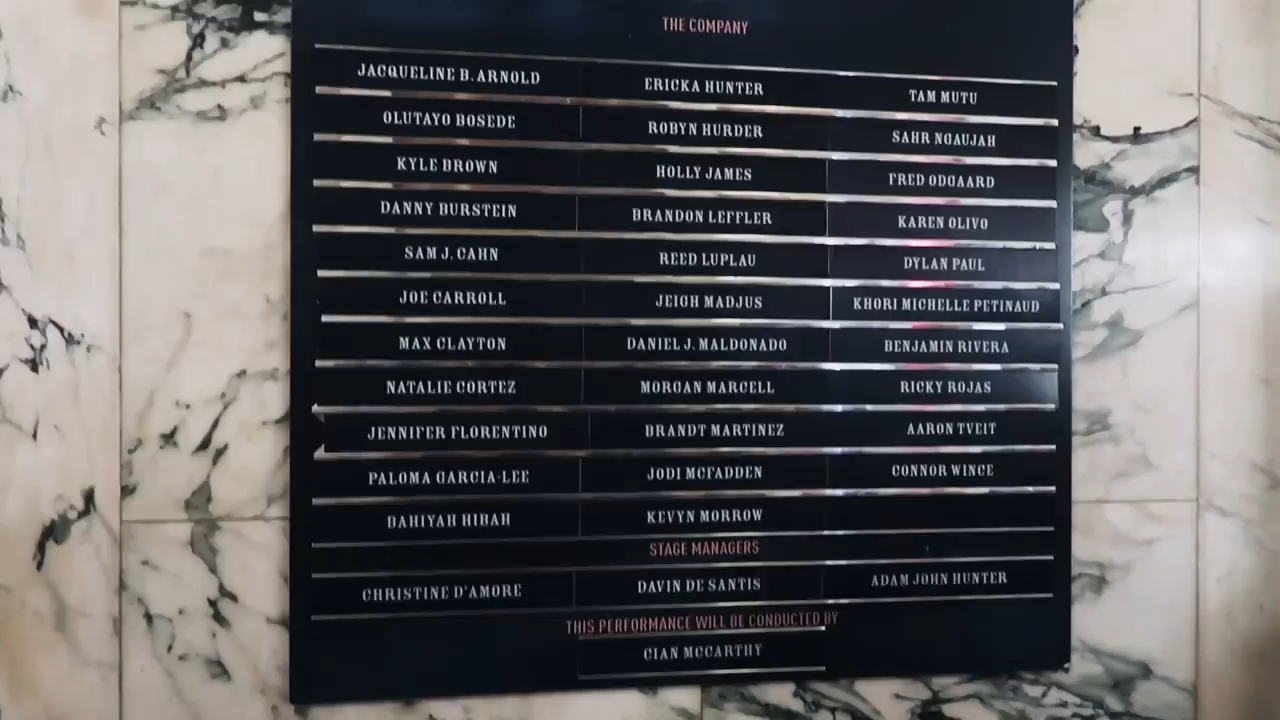 THE COMPANY
JACQUELINE B. ARNOLD ERICKA HUNTER TAM MUTU
OLUTAYO BOSEDE ROBYN HURDER SAHR NGAUJAH
KYLE BROWN HOLLY JAMES FRED ODGAARD
DANNY BURSTEIN BRANDON LEFFLER KAREN OLIVO
SAM J. CAHN REED LUPLAU DYLAN PAUL
JOE CARROLL JEIGH MADJUS KHORI MICHELLE PETINAUD
MAX CLAYTON DANIEL J. MALDONADO BENJAMIN RIVERA
NATALIE CORTEZ MORGAN MARCELL RICKY ROJAS
JENNIFER FLORENTINO BRANDT MARTINEZ AARON TVEIT
PALOMA GARCIA-LEE JODI MCFADDEN CONNOR WINCE
BAHIYAH HIBAH KEVYN MORROW
STAGE MANAGERS
CHRISTINE D'AMORE DAVIN DE SANTIS ADAM JOHN HUNTER
THIS PERFORMANCE WILL BE CONDUCTED BY
CIAN MCCARTHY